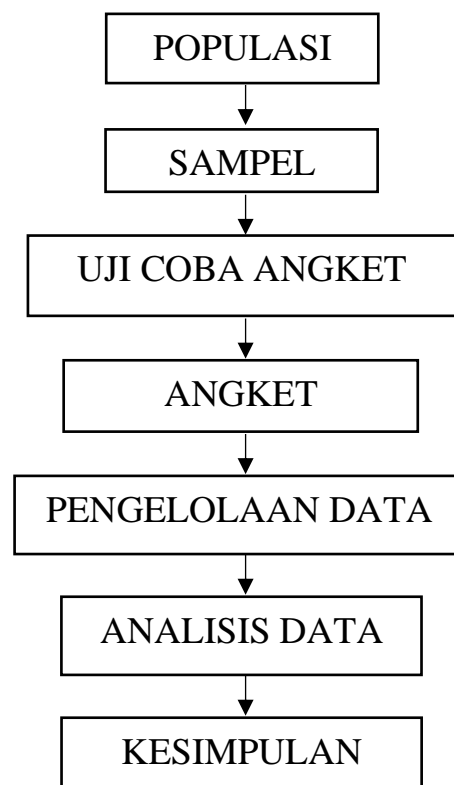 POPULASI
SAMPEL
UJI COBA ANGKET
ANGKET
PENGELOLAAN DATA
ANALISIS DATA
KESIMPULAN